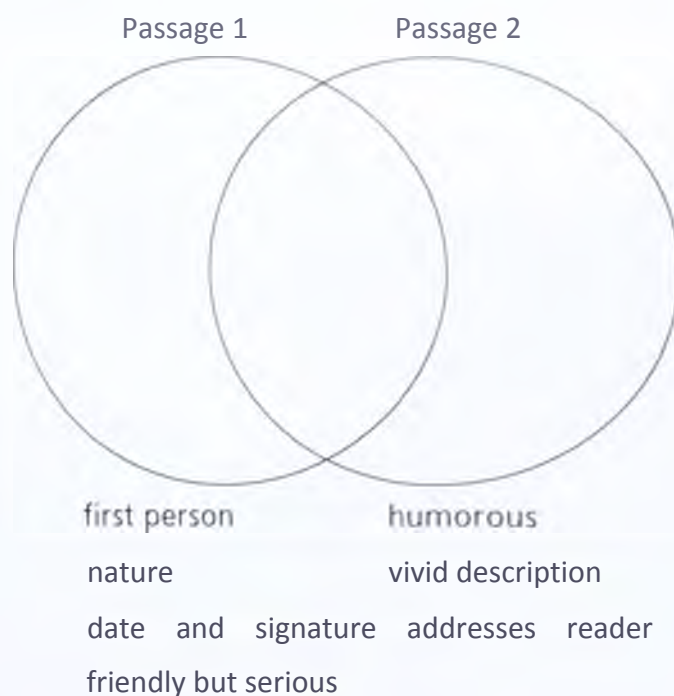 Passage 1 Passage 2
first person humorous
nature vivid description
date and signature addresses reader
friendly but serious